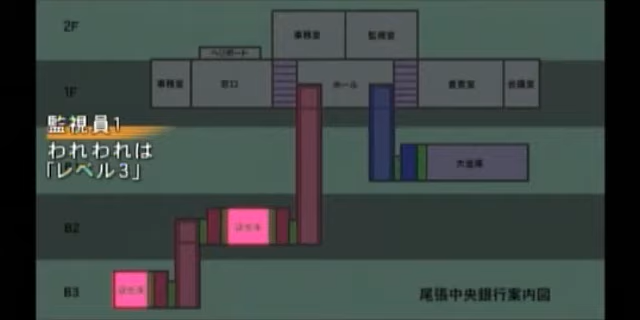 2F
事務室 監視室
ヘリポート
1F
事務室 窓口 ホール 会議室
監視員1
われわれは
「レベル3」
大金庫
B2
B3
尾張中央銀行案内図